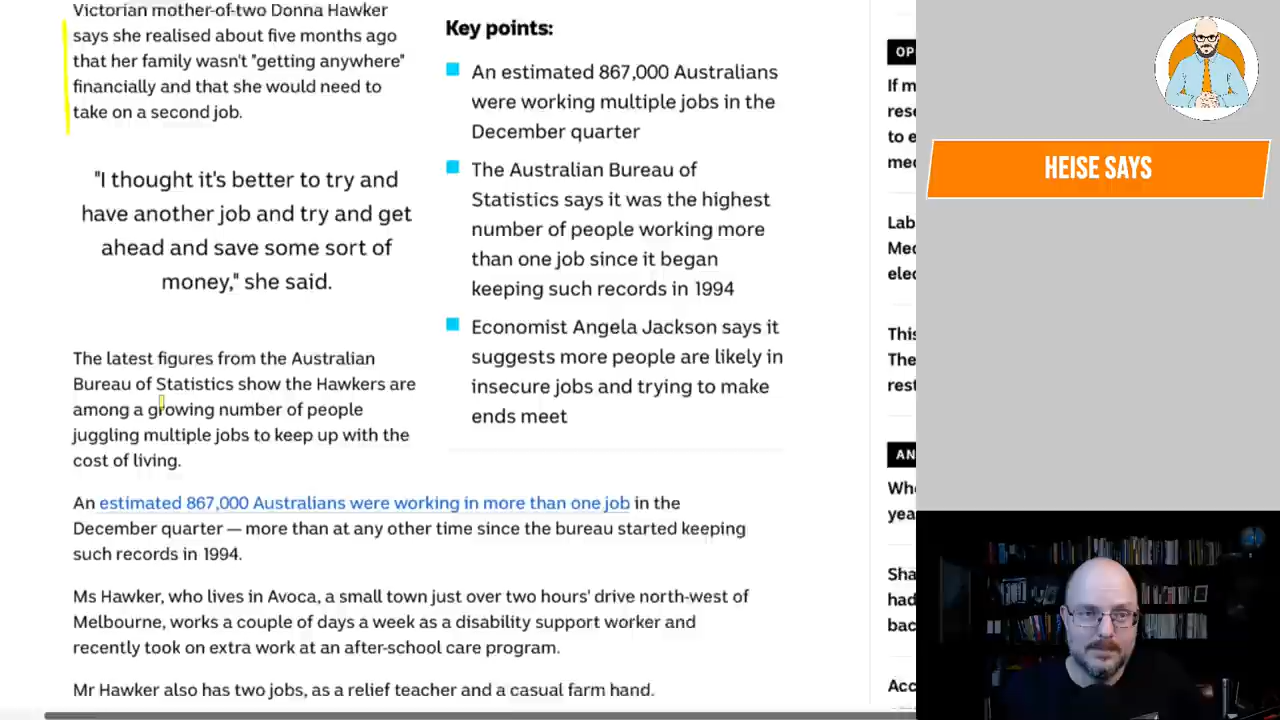 Victorian mother-of-two Donna Hawker
says she realised about five months ago
that her family wasn't "getting anywhere"
financially and that she would need to
take on a second job.
"I thought it's better to try and
have another job and try and get
ahead and save some sort of
money," she said.
The latest figures from the Australian
Bureau of Statistics show the Hawkers are
among a growing number of people
juggling multiple jobs to keep up with the
cost of living.
Key points:
An estimated 867,000 Australians
were working multiple jobs in the
December quarter
The Australian Bureau of
Statistics says it was the highest
number of people working more
than one job since it began
keeping such records in 1994
Economist Angela Jackson says it
suggests more people are likely in
insecure jobs and trying to make
ends meet
An estimated 867,000 Australians were working in more than one job in the
December quarter — more than at any other time since the bureau started keeping
such records in 1994.
Ms Hawker, who lives in Avoca, a small town just over two hours' drive north-west of
Melbourne, works a couple of days a week as a disability support worker and
recently took on extra work at an after-school care program.
Mr Hawker also has two jobs, as a relief teacher and a casual farm hand.
If
to
This
HEISE SAYS